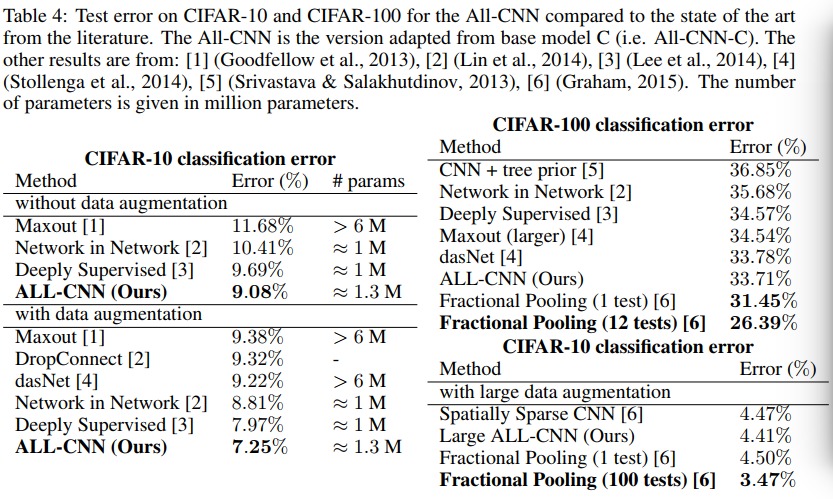 Table 4: Test error on CIFAR-10 and CIFAR-100 for the All-CNN compared to the state of the art
from the literature. The All-CNN is the version adapted from base model C (i.e. All-CNN-C). The
other results are from: [1] (Goodfellow et al., 2013), [2] (Lin et al., 2014), [3] (Lee et al., 2014), [4]
(Stollenga et al., 2014), [5] (Srivastava & Salakhutdinov, 2013), [6] (Graham, 2015). The number
of parameters is given in million parameters.
CIFAR-10 classification error
Method Error (%) # params
without data augmentation
Maxout [1] 11.68% > 6 M
Network in Network [2] 10.41% ≈ 1 M
Deeply Supervised [3] 9.69% ≈ 1 M
ALL-CNN (Ours) 9.08% ≈ 1.3 M
with data augmentation
Maxout [1] 9.38% > 6 M
DropConnect [2] 9.32% -
dasNet [4] 9.22% > 6 M
Network in Network [2] 8.81% ≈ 1 M
Deeply Supervised [3] 7.97% ≈ 1 M
ALL-CNN (Ours) 7.25% ≈ 1.3 M
CIFAR-100 classification error
Method Error (%)
CNN + tree prior [5] 36.85%
Network in Network [2] 35.68%
Deeply Supervised [3] 34.57%
Maxout (larger) [4] 34.54%
dasNet [4] 33.78%
ALL-CNN (Ours) 33.71%
Fractional Pooling (1 test) [6] 31.45%
Fractional Pooling (12 tests) [6] 26.39%
CIFAR-10 classification error
Method Error (%)
with large data augmentation
Spatially Sparse CNN [6] 4.47%
Large ALL-CNN (Ours) 4.41%
Fractional Pooling (1 test) [6] 4.50%
Fractional Pooling (100 tests) [6] 3.47%